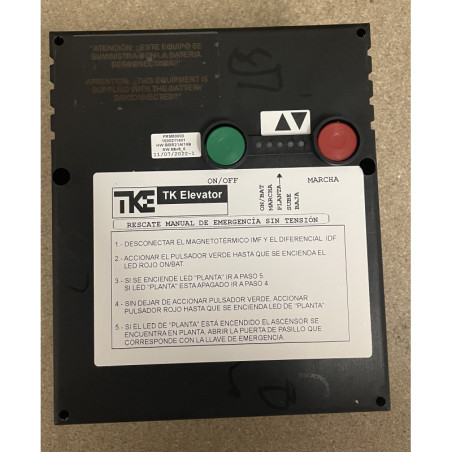 "ATENCIÓN: ¡ESTE EQUIPO SE
SUMINISTRA CON LA BATERIA
DESCONECTADA!"
"ATTENTION: ¡THIS EQUIPMENT IS
SUPPLIED WITH THE BATTERY
DISCONNECTED!"
11/07/2022-1
ON/OFF
ON/BAT
MARCHA
PLANTA
SUBE
BAJA
MARCHA
TKE TK Elevator
RESCATE MANUAL DE EMERGENCIA SIN TENSIÓN
1 - DESCONECTAR EL MAGNETOTÉRMICO IMF Y EL DIFERENCIAL IDF
2 - ACCIONAR EL PULSADOR VERDE HASTA QUE SE ENCIENDA EL
LED ROJO ON/BAT.
3 - SI SE ENCIENDE LED "PLANTA" IR A PASO 5.
SI LED "PLANTA" ESTÁ APAGADO IR A PASO 4
4 - SIN DEJAR DE ACCIONAR PULSADOR VERDE, ACCIONAR
PULSADOR ROJO HASTA QUE SE ENCIENDA LED DE "PLANTA"
5 - SI EL LED DE "PLANTA" ESTÁ ENCENDIDO EL ASCENSOR SE
ENCUENTRA EN PLANTA. ABRIR LA PUERTA DE PASILLO QUE
CORRESPONDE CON LA LLAVE DE EMERGENCIA.